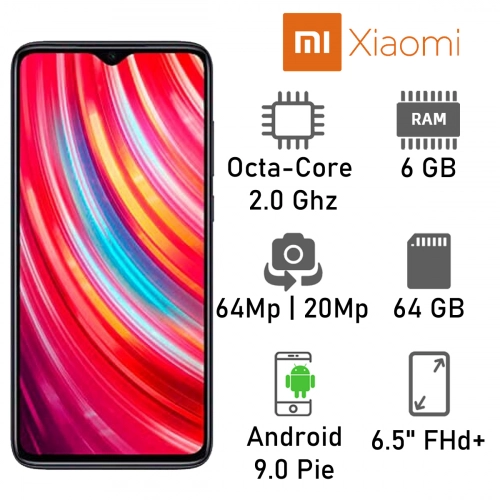 mi Xiaomi
RAM
Octa-Core
2.0 Ghz
6 GB
64Mp | 20Mp
64 GB
Android
9.0 Pie
6.5" FHd+